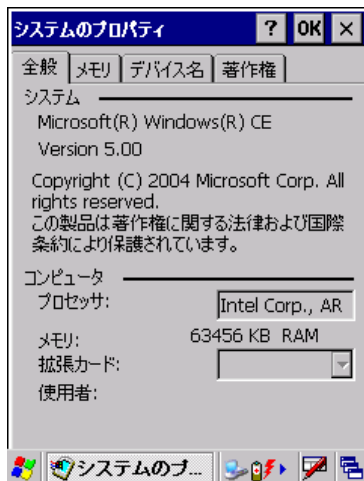 システムのプロパティ ? OK ×
全般 メモリ デバイス名 著作権
システム
Microsoft(R) Windows(R) CE
Version 5.00
Copyright (C) 2004 Microsoft Corp. All
rights reserved.
この製品は著作権に関する法律および国際
条約により保護されています。
コンピュータ
プロセッサ: Intel Corp., AR
メモリ: 63456 KB RAM
拡張カード:
使用者:
システムのプ...